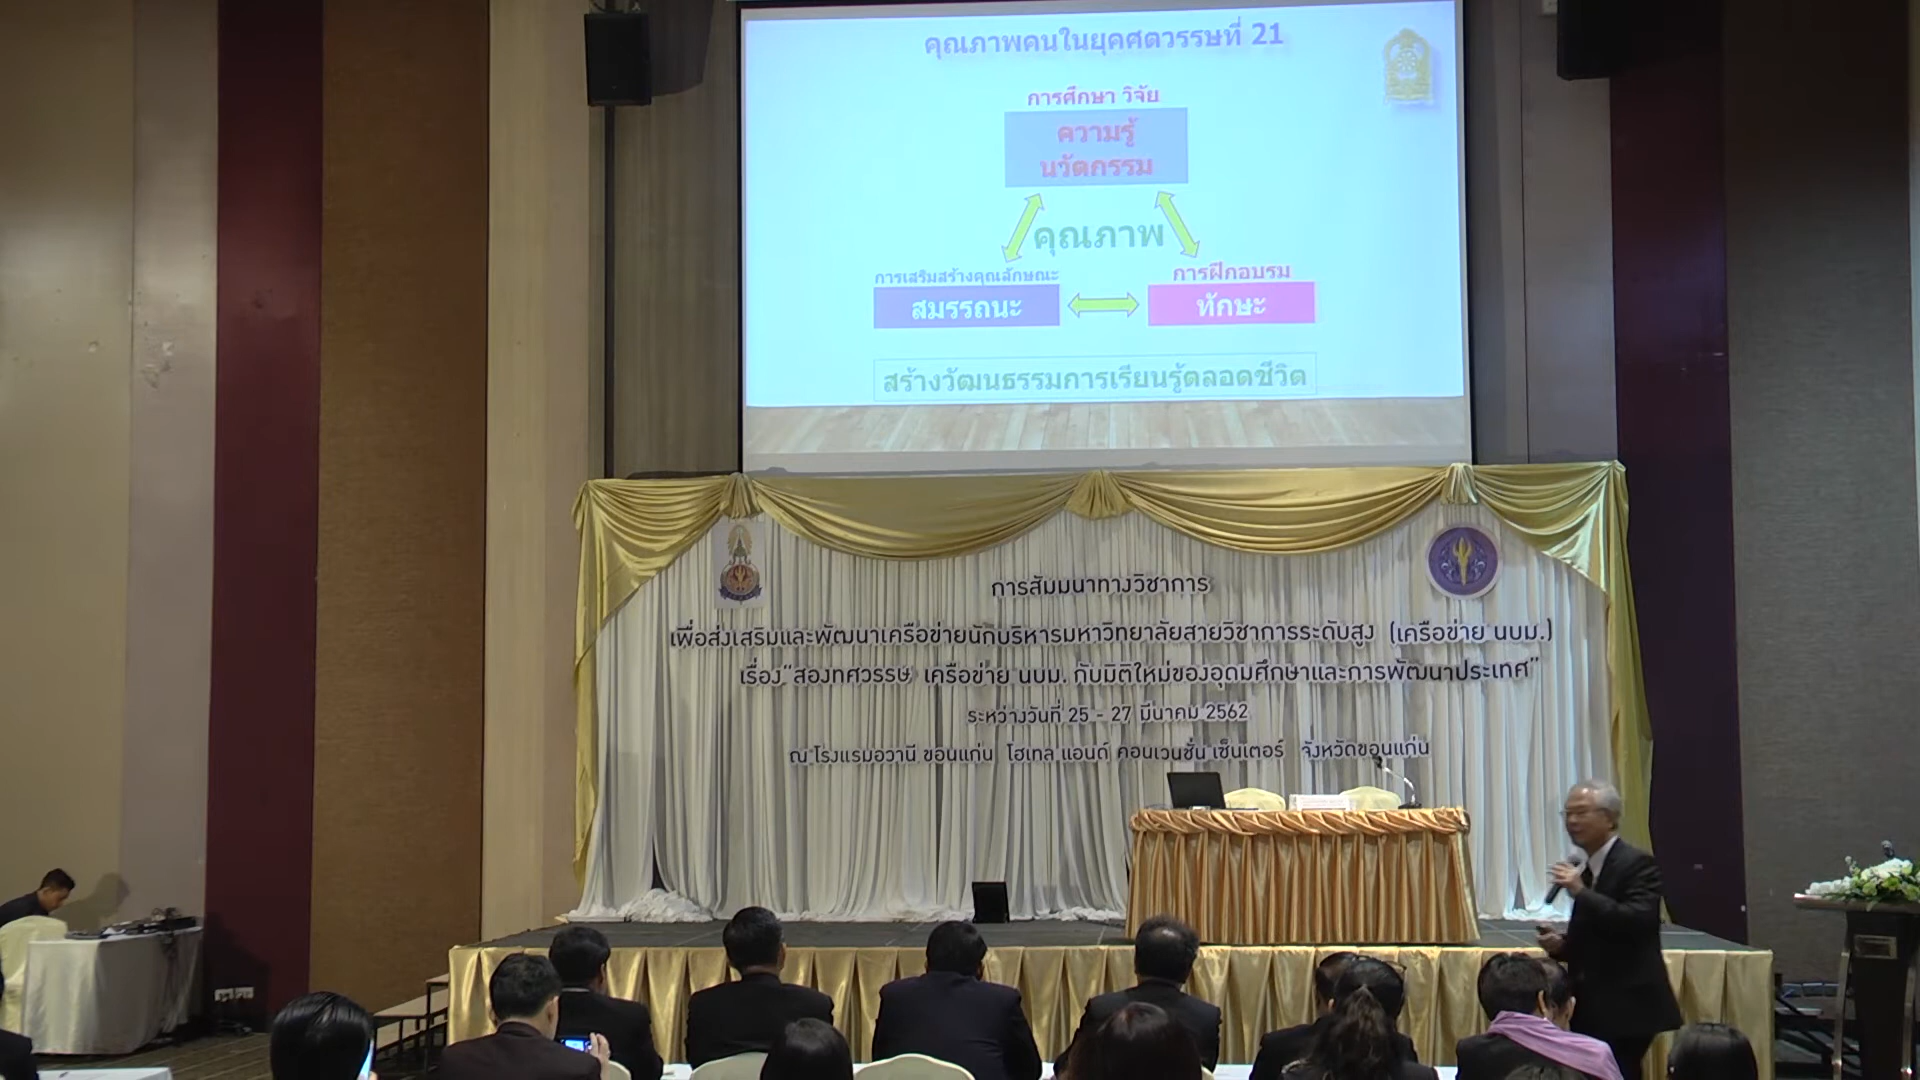 คุณภาพคนในยุคศตวรรษที่ 21
การศึกษา วิจัย
ความรู้
นวัตกรรม
คุณภาพ
การเสริมสร้างคุณลักษณะ
การฝึกอบรม
สมรรถนะ
ทักษะ
สร้างวัฒนธรรมการเรียนรู้ตลอดชีวิต
การสัมมนาทางวิชาการ
เพื่อส่งเสริมและพัฒนาเครือข่ายนักบริหารมหาวิทยาลัยสายวิชาการระดับสูง (เครือข่าย นบม.)
เรื่อง“สองทศวรรษ เครือข่าย นบม. กับมิติใหม่ของอุดมศึกษาและการพัฒนาประเทศ”
ระหว่างวันที่ 25 - 27 มีนาคม 2562
ณ โรงแรมอวานี ขอนแก่น โฮเทล แอนด์ คอนเวนชั่น เซ็นเตอร์ จังหวัดขอนแก่น